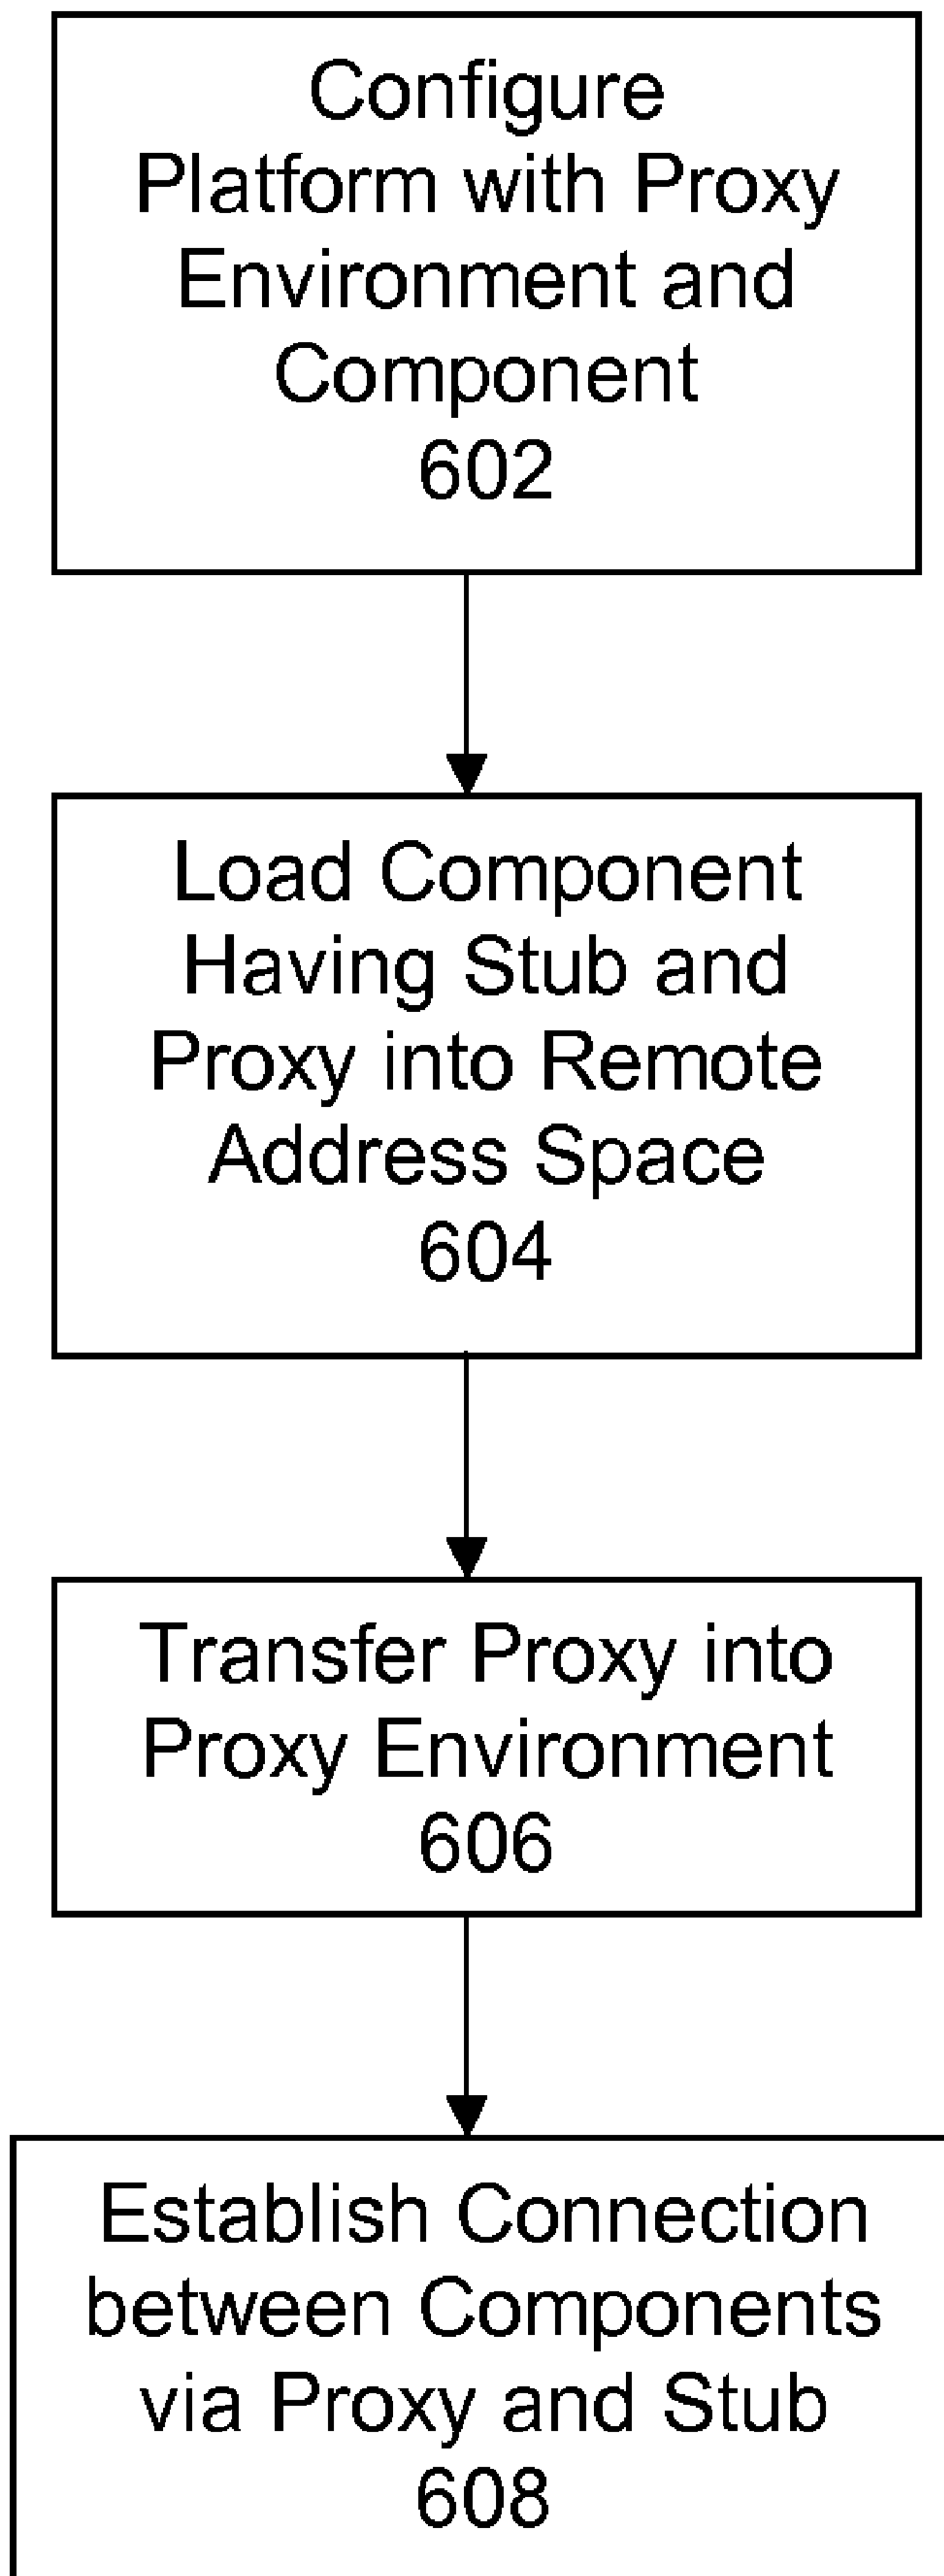 Configure
Platform with Proxy
Environment and
Component
602
Load Component
Having Stub and
Proxy into Remote
Address Space
604
Transfer Proxy into
Proxy Environment
606
Establish Connection
between Components
via Proxy and Stub
608